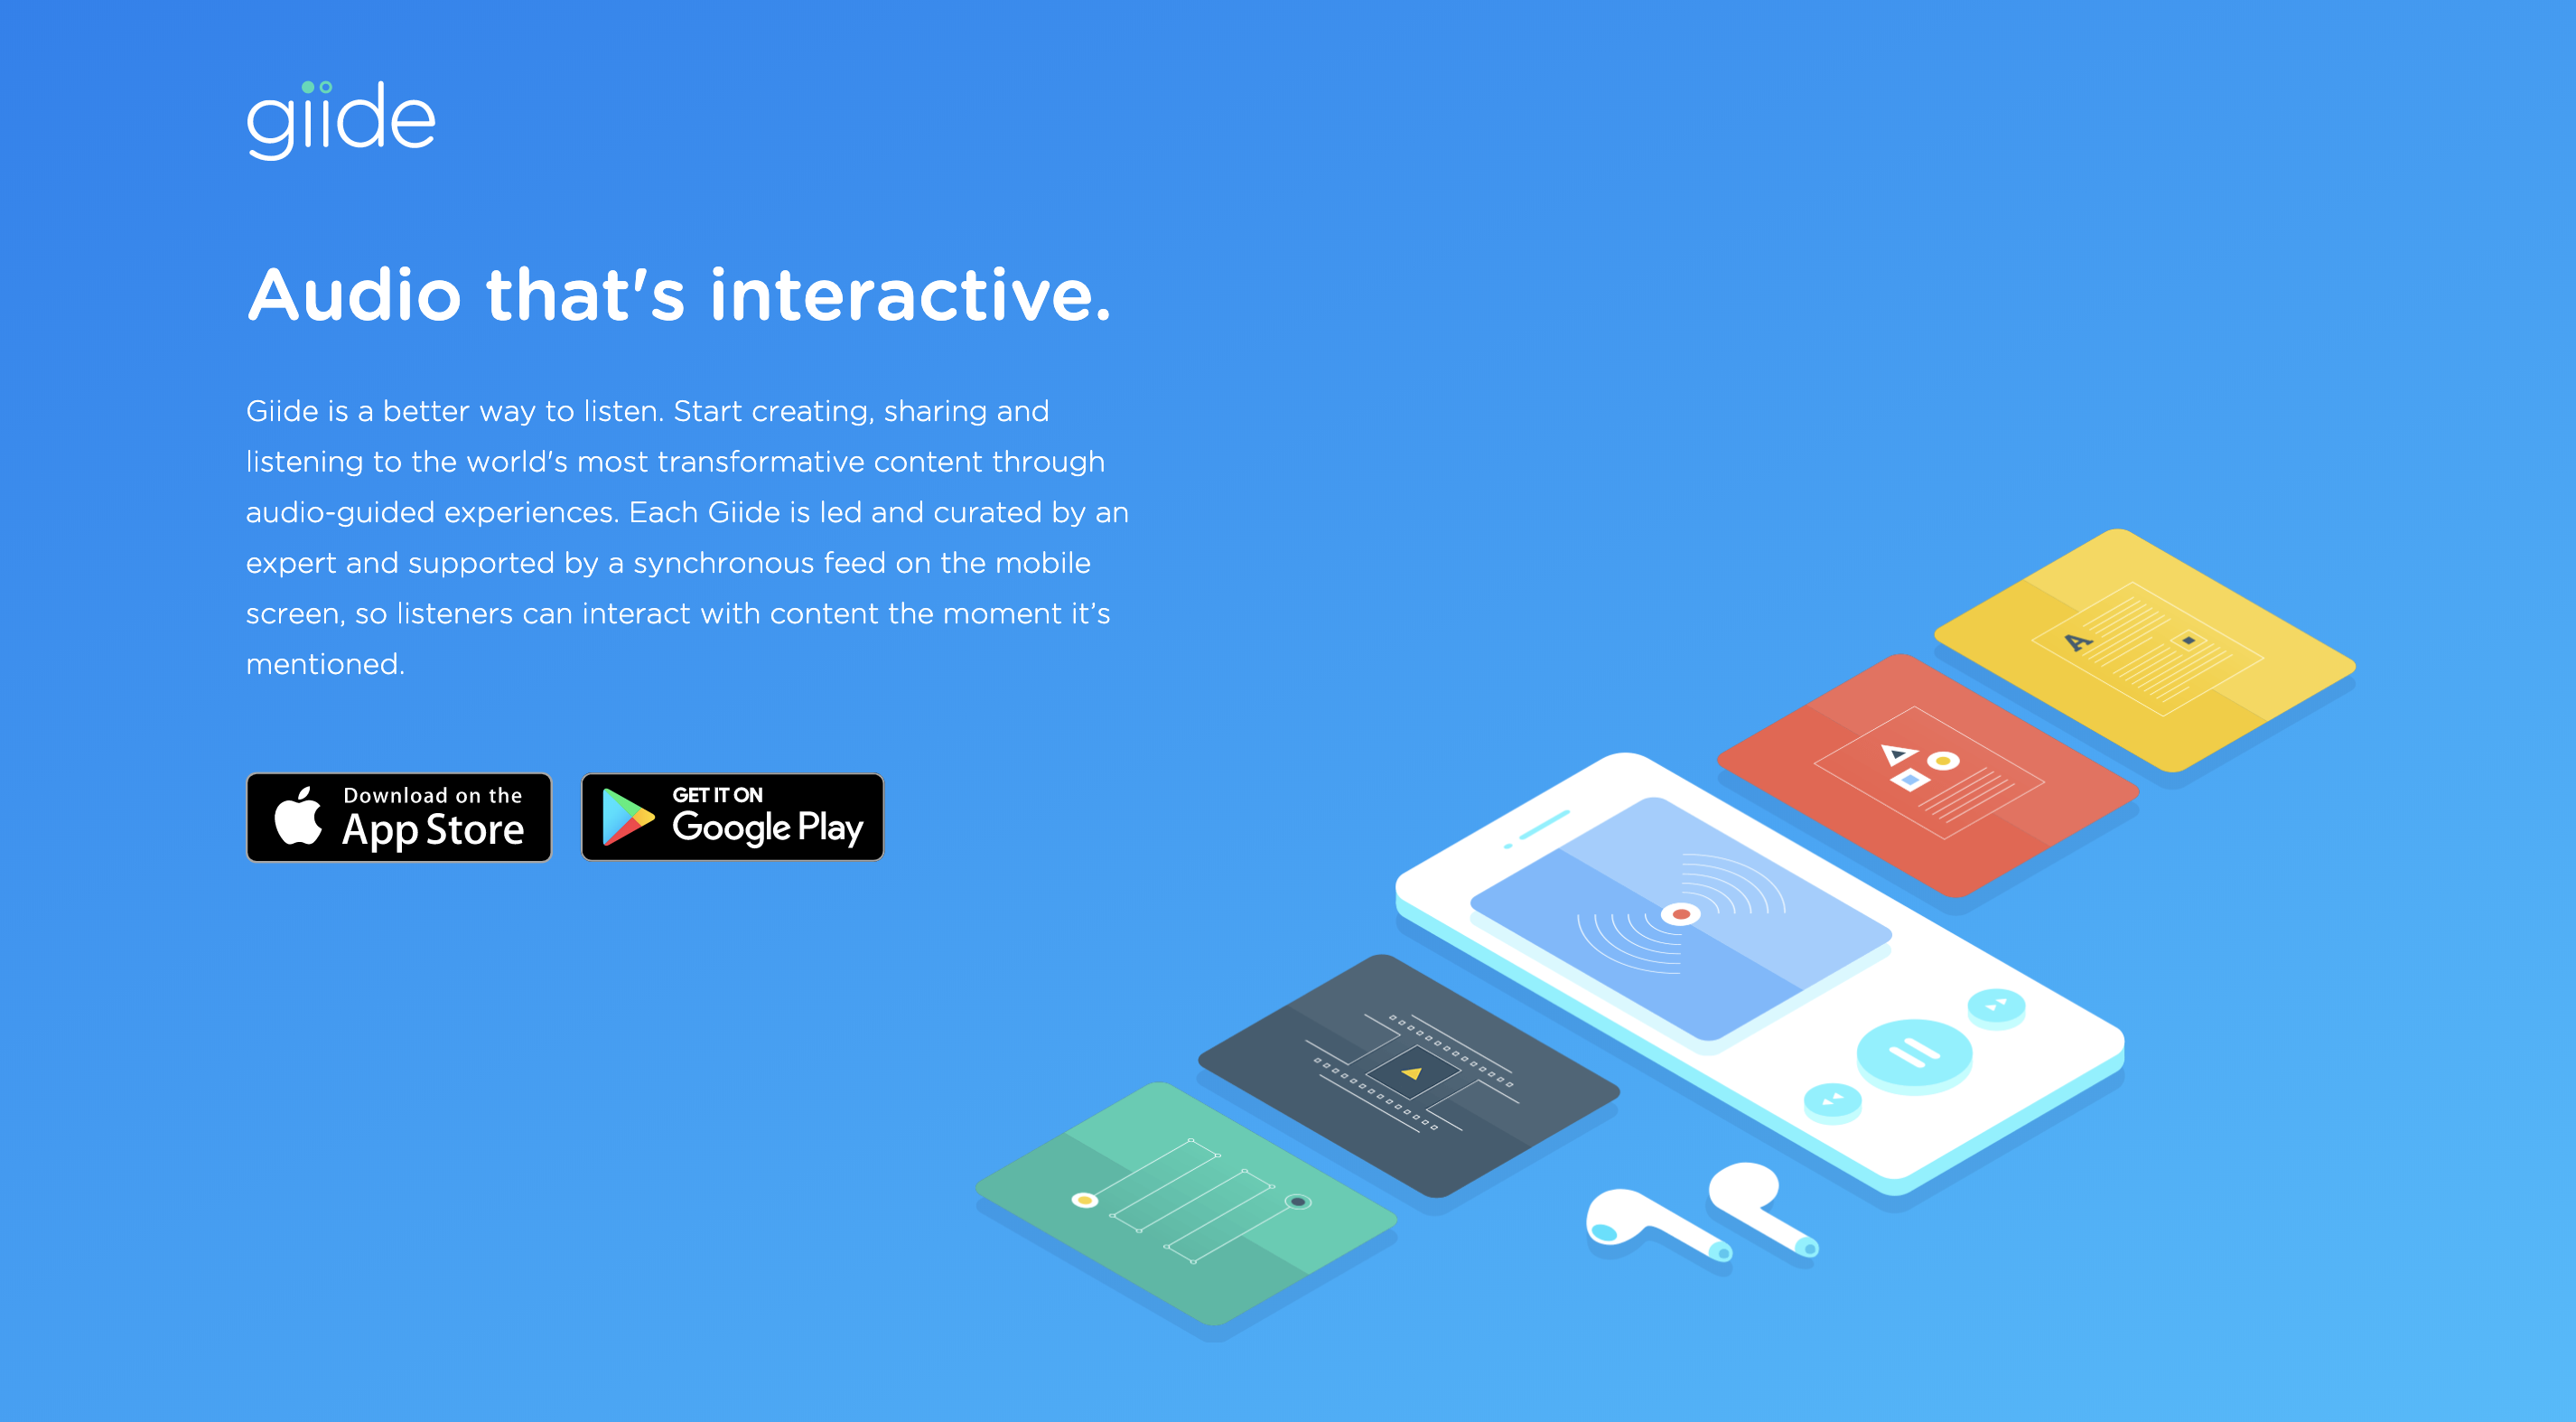 giide
Audio that's interactive.
Giide is a better way to listen. Start creating, sharing and
listening to the world's most transformative content through
audio-guided experiences. Each Giide is led and curated by an
expert and supported by a synchronous feed on the mobile
screen, so listeners can interact with content the moment it’s
mentioned.
Download on the
App Store
GET IT ON
Google Play
A